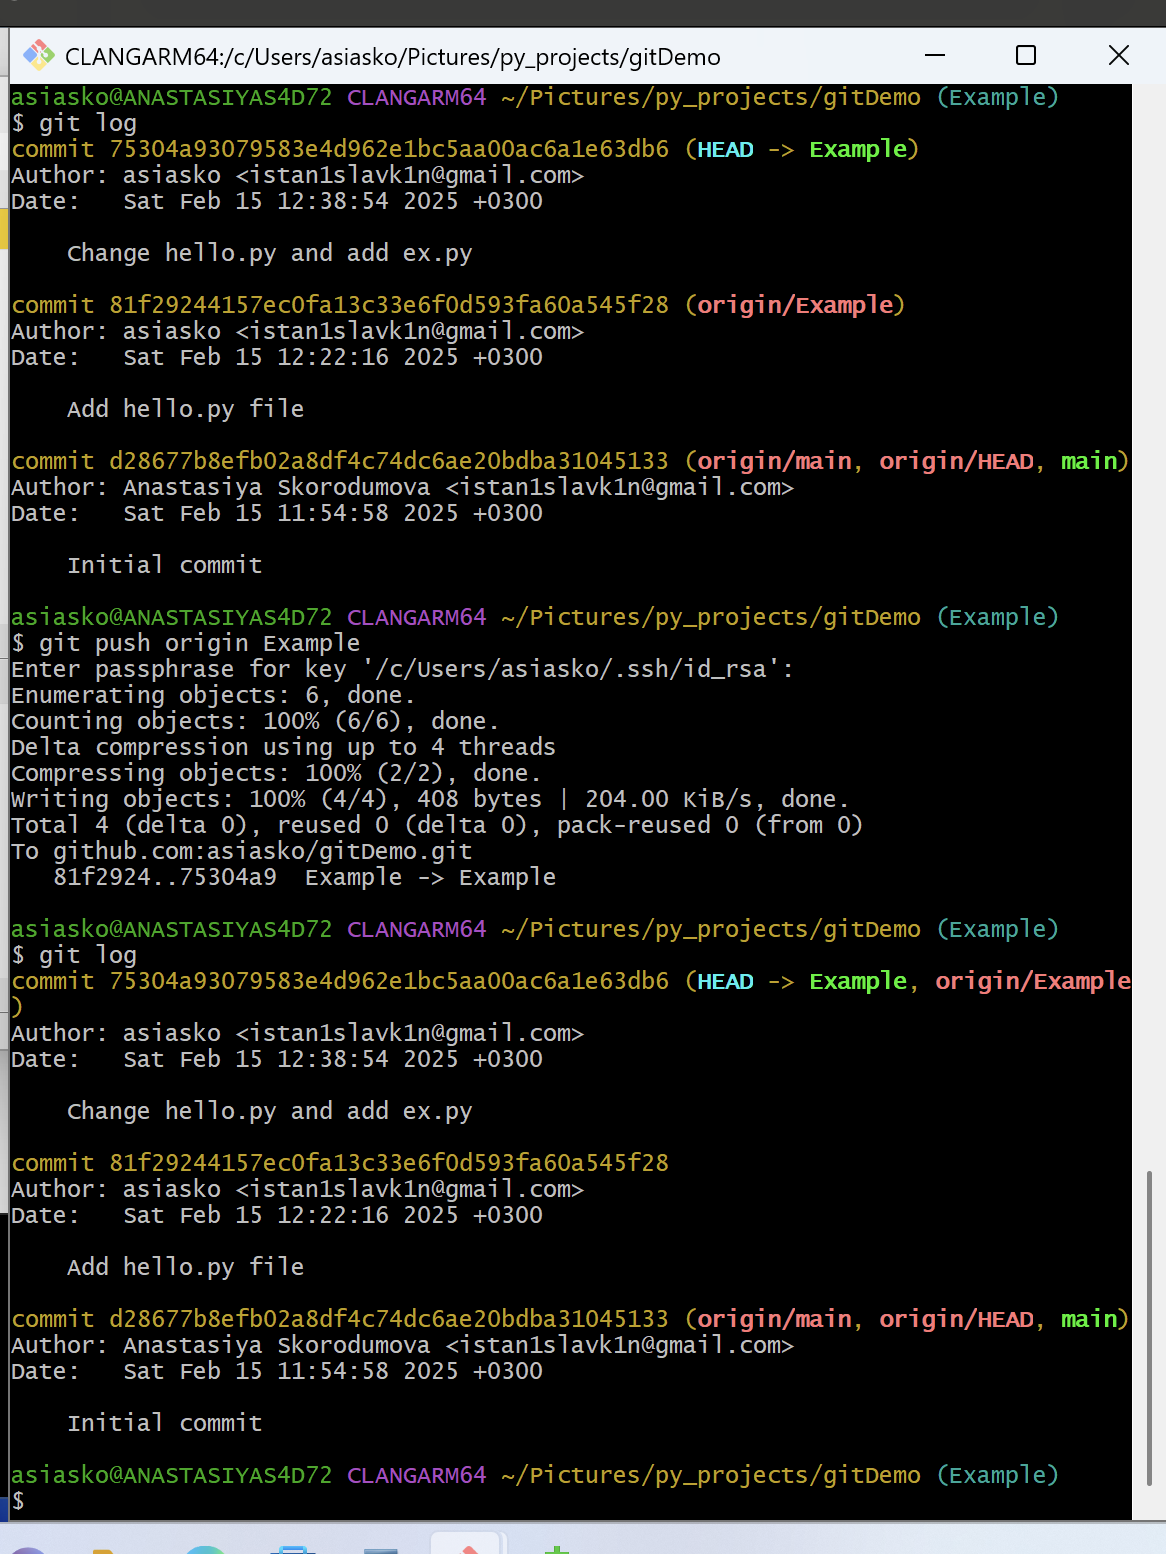 CLANGARM64:/c/Users/asiasko/Pictures/py_projects/gitDemo
asiasko@ANASTASIYAS4D72 CLANGARM64 ~/Pictures/py_projects/gitDemo (Example)
$ git log
commit 75304a93079583e4d962e1bc5aa00ac6a1e63db6 (HEAD -> Example)
Author: asiasko <istan1slavk1n@gmail.com>
Date:   Sat Feb 15 12:38:54 2025 +0300
    Change hello.py and add ex.py
commit 81f29244157ec0fa13c33e6f0d593fa60a545f28 (origin/Example)
Author: asiasko <istan1slavk1n@gmail.com>
Date:   Sat Feb 15 12:22:16 2025 +0300
    Add hello.py file
commit d28677b8efb02a8df4c74dc6ae20bdba31045133 (origin/main, origin/HEAD, main)
Author: Anastasiya Skorodumova <istan1slavk1n@gmail.com>
Date:   Sat Feb 15 11:54:58 2025 +0300
    Initial commit
asiasko@ANASTASIYAS4D72 CLANGARM64 ~/Pictures/py_projects/gitDemo (Example)
$ git push origin Example
Enter passphrase for key '/c/Users/asiasko/.ssh/id_rsa':
Enumerating objects: 6, done.
Counting objects: 100% (6/6), done.
Delta compression using up to 4 threads
Compressing objects: 100% (2/2), done.
Writing objects: 100% (4/4), 408 bytes | 204.00 KiB/s, done.
Total 4 (delta 0), reused 0 (delta 0), pack-reused 0 (from 0)
To github.com:asiasko/gitDemo.git
   81f2924..75304a9  Example -> Example
asiasko@ANASTASIYAS4D72 CLANGARM64 ~/Pictures/py_projects/gitDemo (Example)
$ git log
commit 75304a93079583e4d962e1bc5aa00ac6a1e63db6 (HEAD -> Example, origin/Example
)
Author: asiasko <istan1slavk1n@gmail.com>
Date:   Sat Feb 15 12:38:54 2025 +0300
    Change hello.py and add ex.py
commit 81f29244157ec0fa13c33e6f0d593fa60a545f28
Author: asiasko <istan1slavk1n@gmail.com>
Date:   Sat Feb 15 12:22:16 2025 +0300
    Add hello.py file
commit d28677b8efb02a8df4c74dc6ae20bdba31045133 (origin/main, origin/HEAD, main)
Author: Anastasiya Skorodumova <istan1slavk1n@gmail.com>
Date:   Sat Feb 15 11:54:58 2025 +0300
    Initial commit
asiasko@ANASTASIYAS4D72 CLANGARM64 ~/Pictures/py_projects/gitDemo (Example)
$